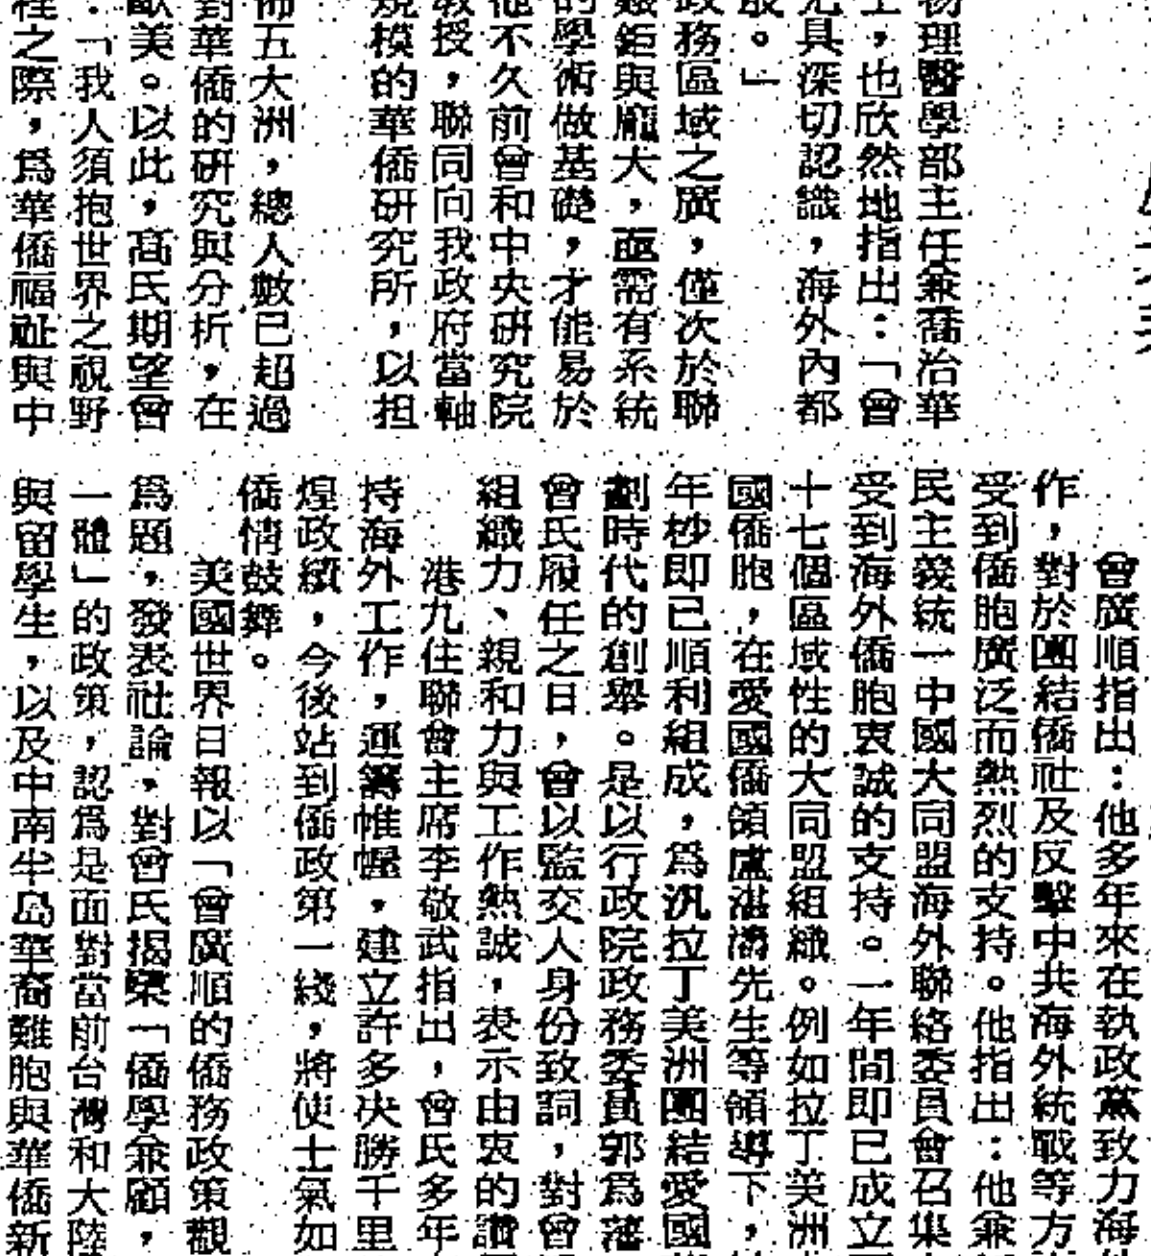 物理醫學部主任兼喬治華
，也欣然地指出：「曾
具深切認識，海外內都
。」
政務區域之廣，僅次於聯
鉅與龐大，亟需有系統
的學術做基礎，才能易於
他不久前曾和中央研究院
教授，聯同向我政府當軸
規模的華僑研究所，以担
佈五大洲，總人數已超過
對華僑的研究與分折，在
美。以此，高氏期望曾
：「我人須抱世界之視野
程之際，爲華僑福祉與中
曾廣順指出：他多年來在執政黨致力海
作，對於團結僑社及反擊中共海外統戰等方
受到僑胞廣泛而熱烈的支持。他指出：他兼
民主義統一中國大同盟海外聯絡委員會召集
受到海外僑胞衷誠的支持。一年間即已成立
十七個區域性的大同盟組織。例如拉丁美洲
國僑胞，在愛國僑領盧湛先生等領導下，
年杪即已順利組成，爲汎拉丁美洲團結愛國
劃時代的創舉。是以行政院政務委員郭爲藩
曾氏履任之日，曾以監交人身份致詞，對曾
組織力、親和力與工作熱誠，表示由衷的讚
港九住聯會主席李敬武指出，曾氏多年
持海外工作，運籌帷幄，建立許多決勝千里
煌政績，今後站到僑政第一綫，將使士氣如
僑情鼓舞。
美國世界日報以「曾廣順的僑務政策觀
爲題，發表社論，對曾氏揭櫫「僑學兼顧，
一體」的政策，認爲是面對當前台灣和大陸
與留學生，以及中南半島華裔難胞與華僑新